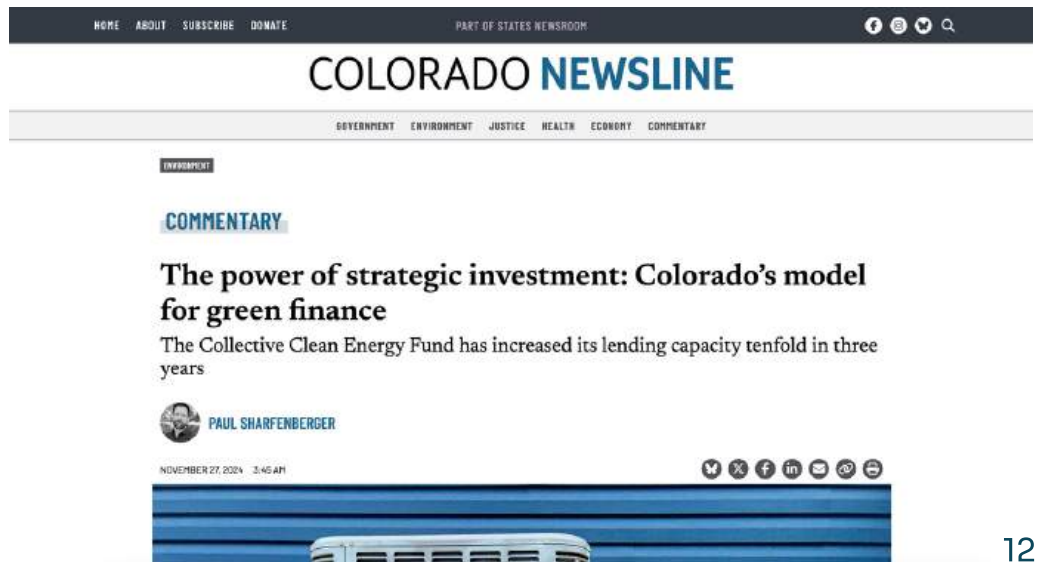 HOME ABOUT SUBSCRIBE DONATE PART OF STATES NEWSROOM
COLORADO NEWSLINE
GOVERNMENT ENVIRONMENT JUSTICE HEALTH ECONOMY COMMENTARY
ENVIRONMENT
COMMENTARY
The power of strategic investment: Colorado’s model
for green finance
The Collective Clean Energy Fund has increased its lending capacity tenfold in three
years
PAUL SHARFENBERGER
NOVEMBER 27, 2024 3:45 AM
12